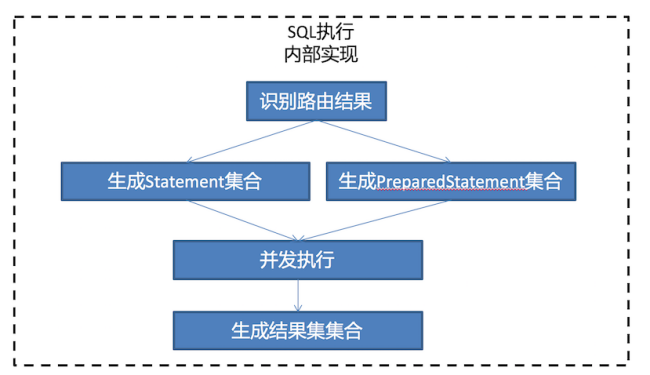 SQL执行
内部实现
识别路由结果
生成Statement集合
生成PreparedStatement集合
并发执行
生成结果集集合